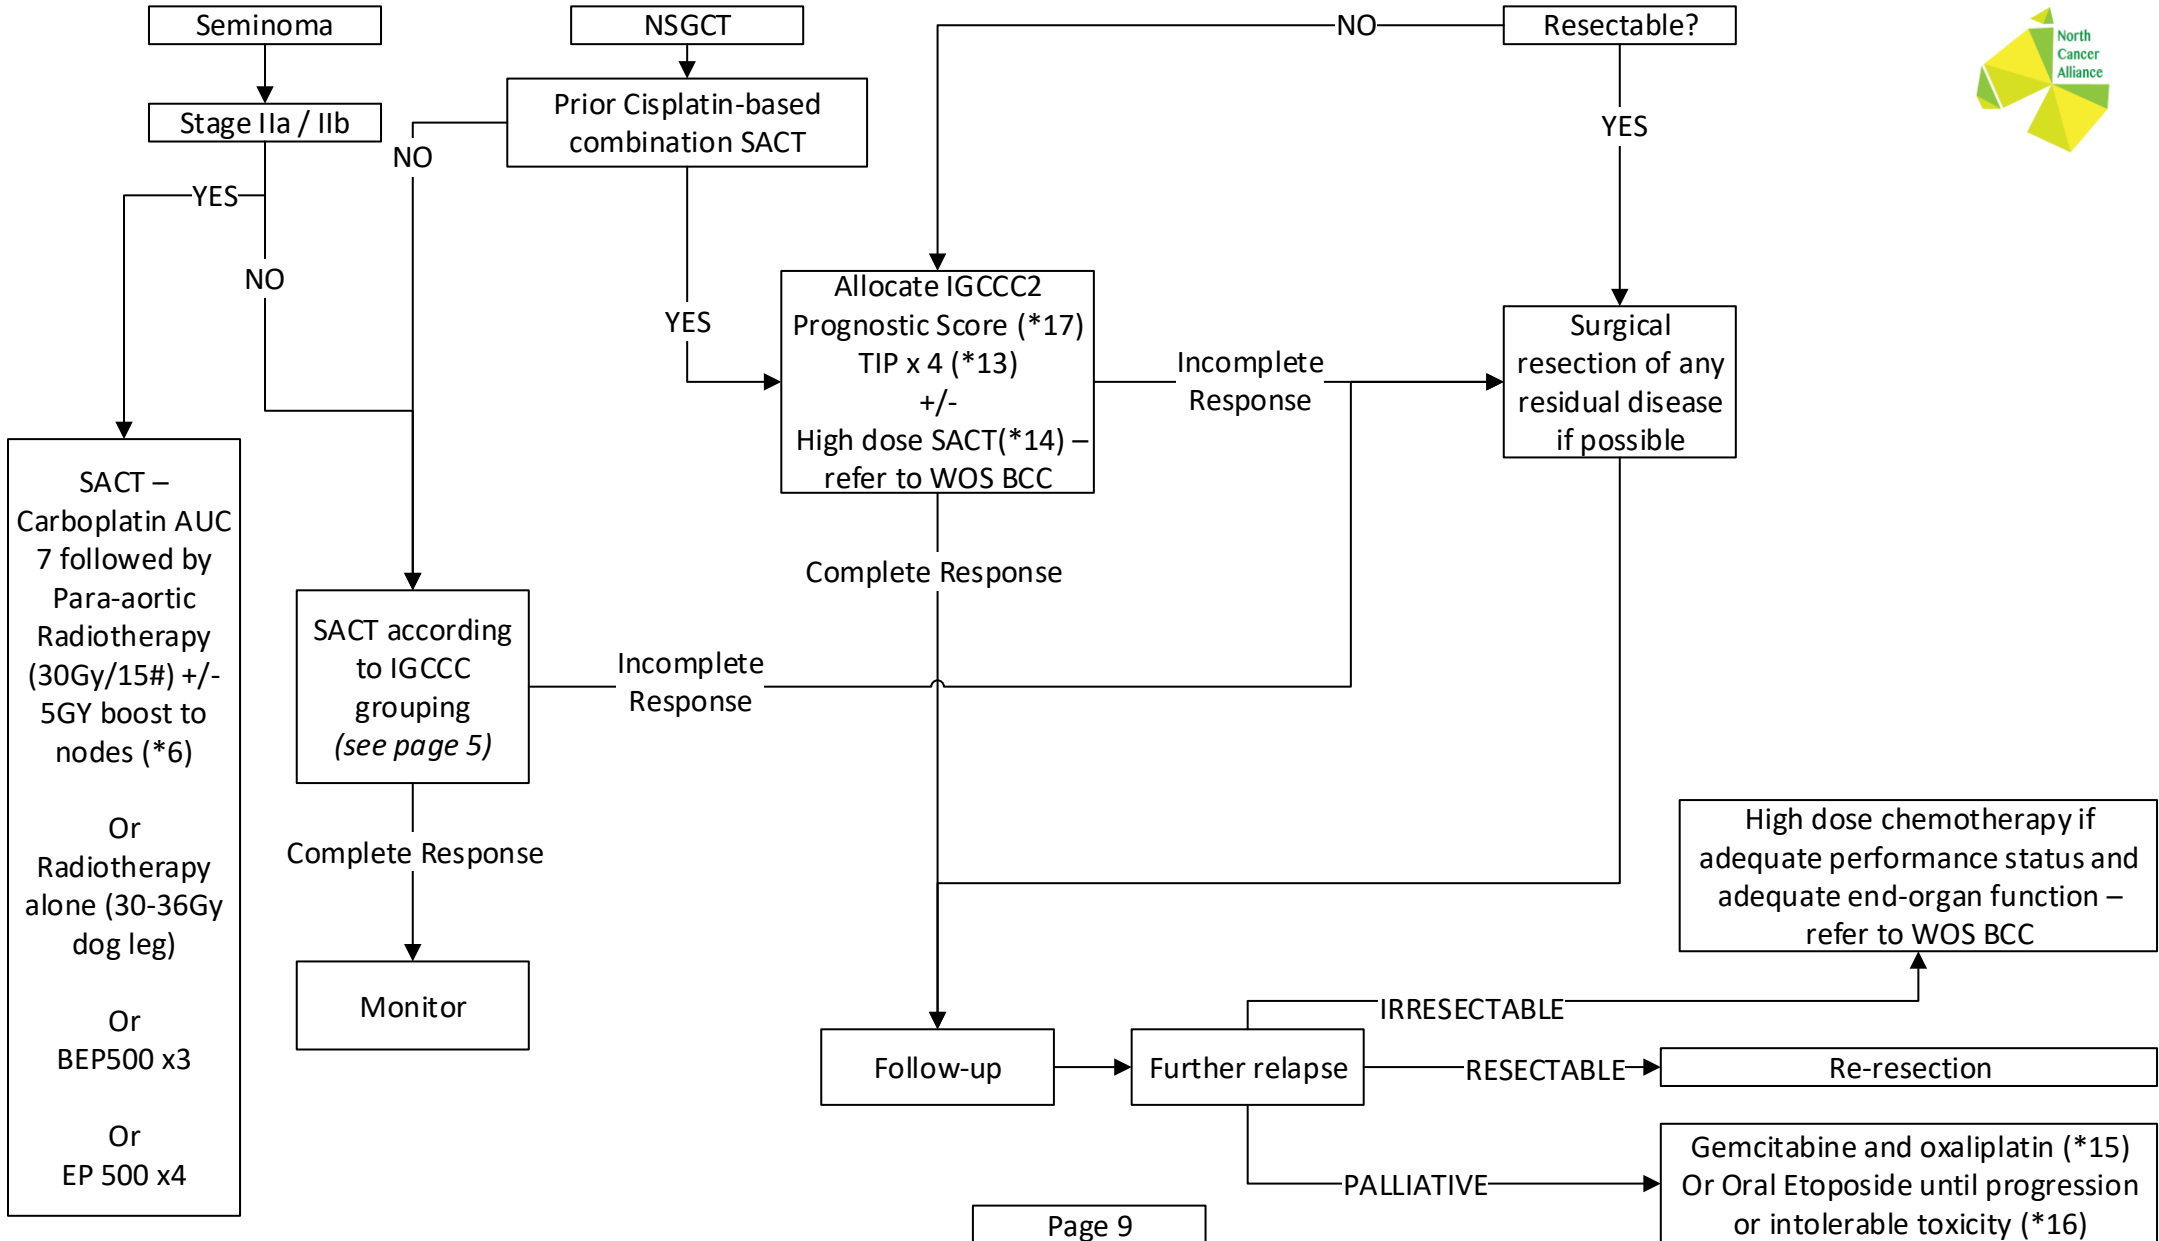 Seminoma
NSGCT
NO
Resectable?
North
Cancer
Alliance
Stage IIa / IIb
Prior Cisplatin-based
combination SACT
NO
YES
YES
NO
YES
Allocate IGCCC2
Prognostic Score (*17)
TIP x 4 (*13)
+/-
High dose SACT(*14) –
refer to WOS BCC
Incomplete
Response
Surgical
resection of any
residual disease
if possible
SACT –
Carboplatin AUC
7 followed by
Para-aortic
Radiotherapy
(30Gy/15#) +/-
5GY boost to
nodes (*6)
Or
Radiotherapy
alone (30-36Gy
dog leg)
Or
BEP500 x3
Or
EP 500 x4
Complete Response
SACT according
to IGCCC
grouping
(see page 5)
Incomplete
Response
Complete Response
Monitor
High dose chemotherapy if
adequate performance status and
adequate end-organ function –
refer to WOS BCC
IRRESECTABLE
Follow-up
Further relapse
RESECTABLE
Re-resection
PALLIATIVE
Gemcitabine and oxaliplatin (*15)
Or Oral Etoposide until progression
or intolerable toxicity (*16)
Page 9